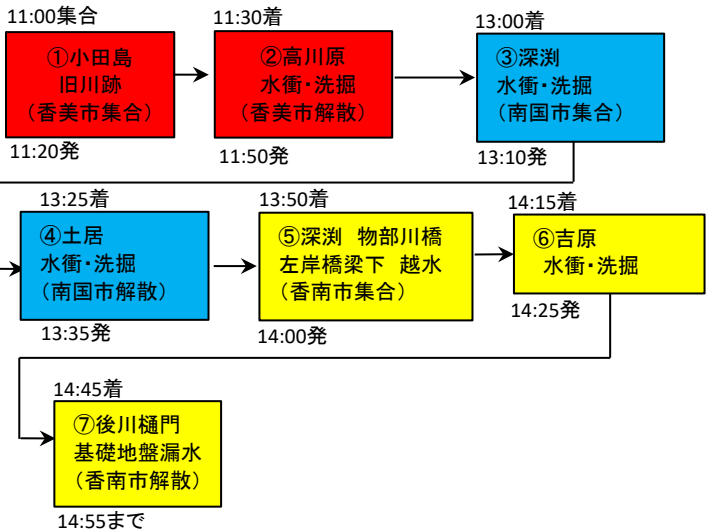 11:00集合
①小田島
旧川跡
(香美市集合)
11:20発
11:30着
②高川原
水衝・洗掘
(香美市解散)
11:50発
13:00着
③深渕
水衝・洗掘
(南国市集合)
13:10発
13:25着
④土居
水衝・洗掘
(南国市解散)
13:35発
13:50着
⑤深渕 物部川橋
左岸橋梁下 越水
(香南市集合)
14:00発
14:15着
⑥吉原
水衝・洗掘
14:25発
14:45着
⑦後川樋門
基礎地盤漏水
(香南市解散)
14:55まで